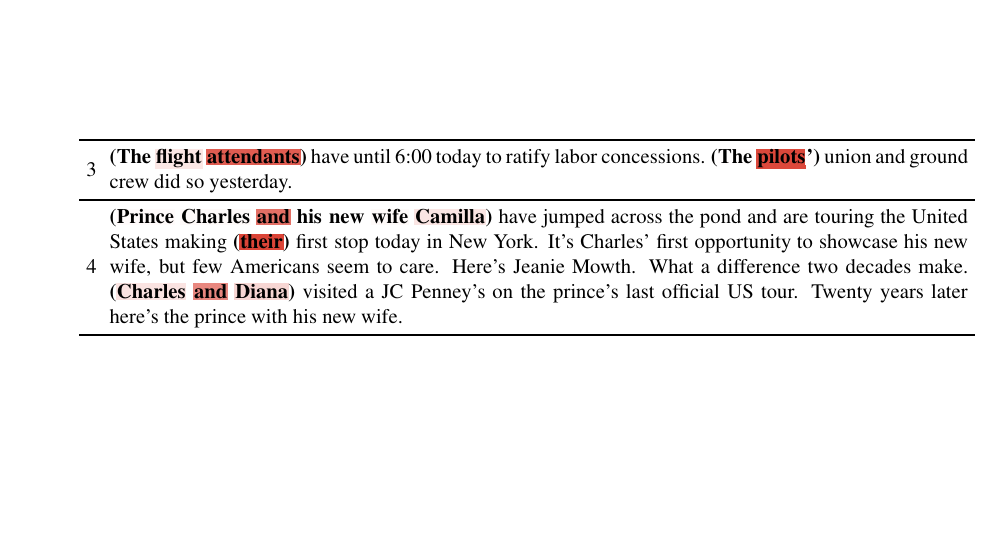 3
(The flight attendants) have until 6:00 today to ratify labor concessions. (The pilots’) union and ground
crew did so yesterday.
4
(Prince Charles and his new wife Camilla) have jumped across the pond and are touring the United
States making (their) first stop today in New York. It’s Charles’ first opportunity to showcase his new
wife, but few Americans seem to care. Here’s Jeanie Mowth. What a difference two decades make.
(Charles and Diana) visited a JC Penney’s on the prince’s last official US tour. Twenty years later
here’s the prince with his new wife.